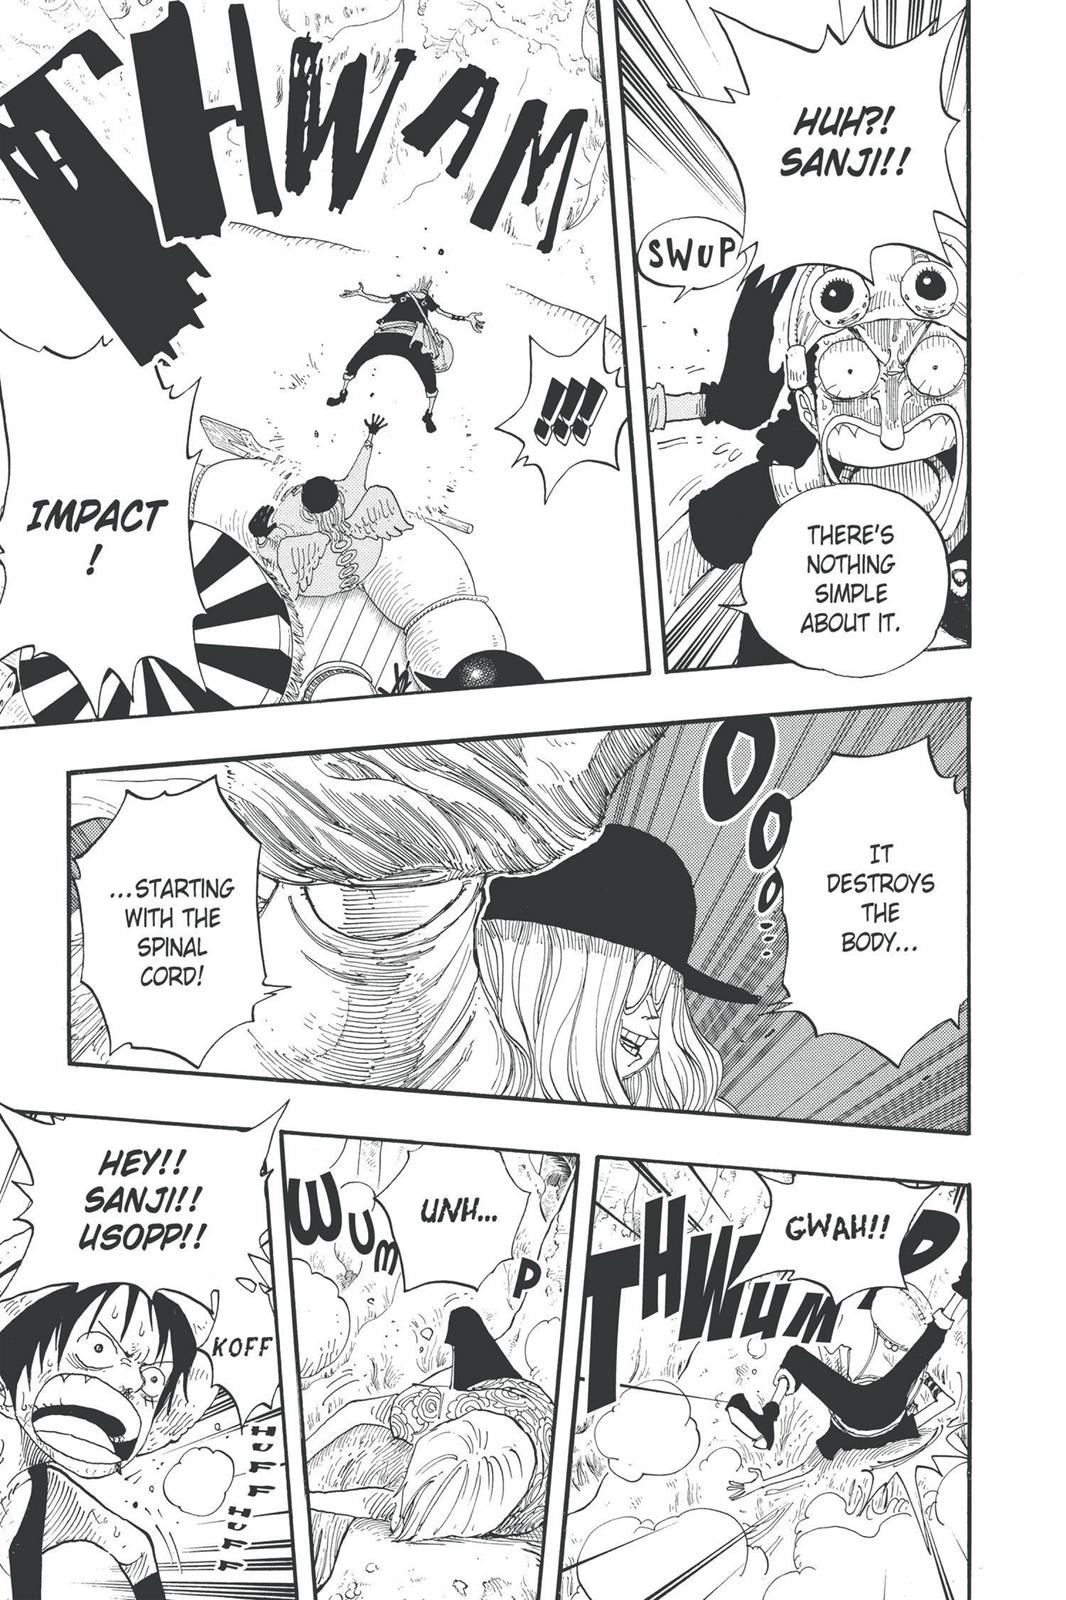 HUH?!
SANJI!!
SWUP
THERE'S
NOTHING
SIMPLE
ABOUT IT.
THWAM
!!!!
IMPACT
!
OOO...
IT
DESTROYS
THE
BODY...
...STARTING
WITH THE
SPINAL
CORD!
GWAH!!
THWUMP
UNH...
WUMP
HEY!!
SANJI!!
USOPP!!
KOFF
HUFF HUFF